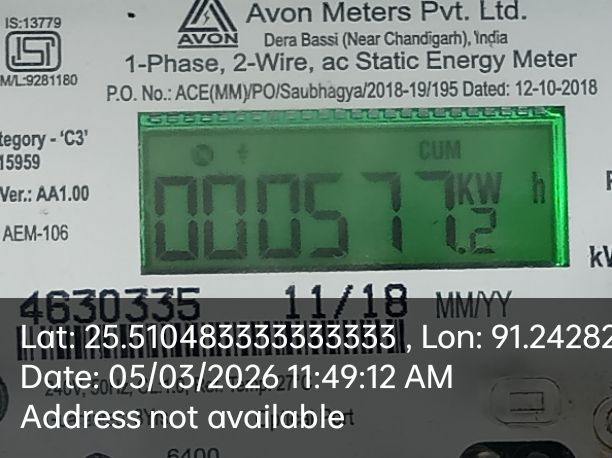 IS:13779
M/L:9281180
AVON
Avon Meters Pvt. Ltd.
Dera Bassi (Near Chandigarh), India
1-Phase, 2-Wire, ac Static Energy Meter
P.O. No.: ACE(MM)/PO/Saubhagya/2018-19/195 Dated: 12-10-2018
tegory - 'C3'
15959
Ver.: AA1.00
AEM-106
CUM
000577.2
KW h
4630335 11/18 MM/YY
Lat: 25.510483333333333 , Lon: 91.24282
Date: 05/03/2026 11:49:12 AM
Address not available
6400